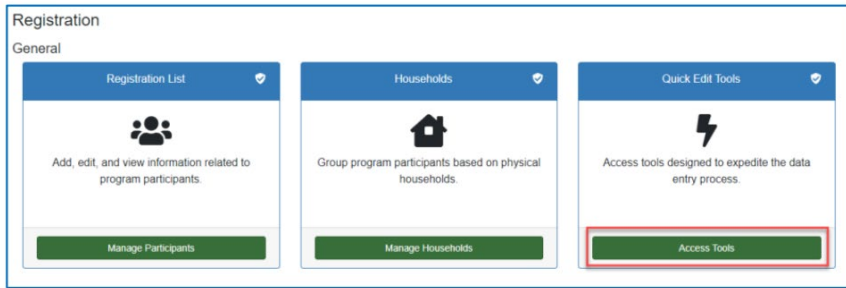 Registration
General
Registration List
Add, edit, and view information related to
program participants.
Manage Participants
Households
Group program participants based on physical
households.
Manage Households
Quick Edit Tools
Access tools designed to expedite the data
entry process.
Access Tools